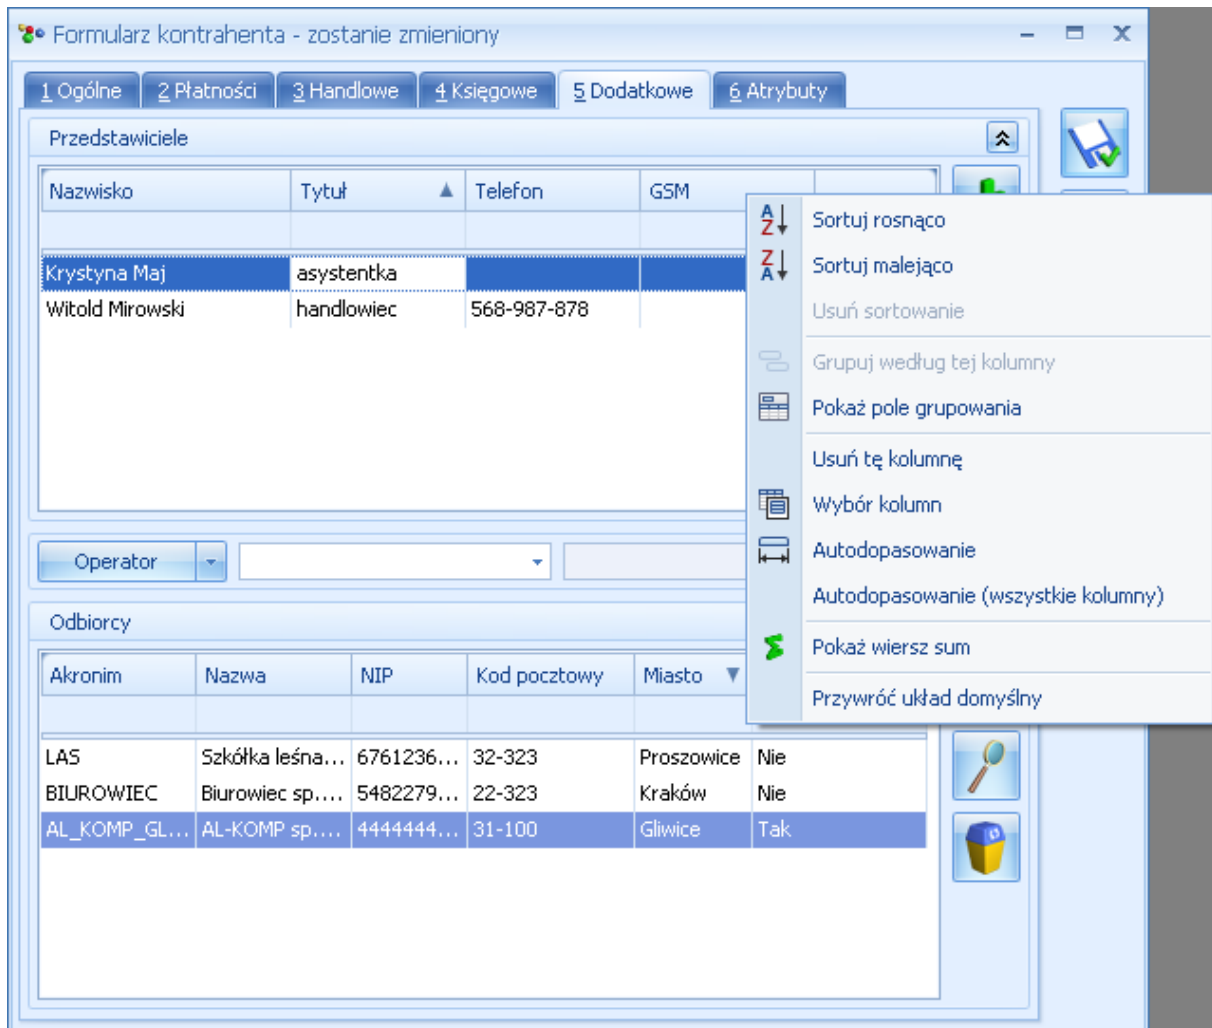 Formularz kontrahenta - zostanie zmieniony
1 Ogólne 2 Płatności 3 Handlowe 4 Księgowe 5 Dodatkowe 6 Atrybuty
Przedstawiciele
Nazwisko Tytuł Telefon GSM
Krystyna Maj asystentka
Witold Mirowski handlowiec 568-987-878
Sortuj rosnąco
Sortuj malejąco
Usuń sortowanie
Grupuj według tej kolumny
Pokaż pole grupowania
Usuń tę kolumnę
Wybór kolumn
Autodopasowanie
Autodopasowanie (wszystkie kolumny)
Pokaż wiersz sum
Przywróć układ domyślny
Operator
Odbiorcy
Akronim Nazwa NIP Kod pocztowy Miasto
LAS Szkółka leśna... 6761236... 32-323 Proszowice Nie
BIUROWIEC Biurowiec sp.... 5482279... 22-323 Kraków Nie
AL_KOMP_GL... AL-KOMP sp.... 4444444... 31-100 Gliwice Tak